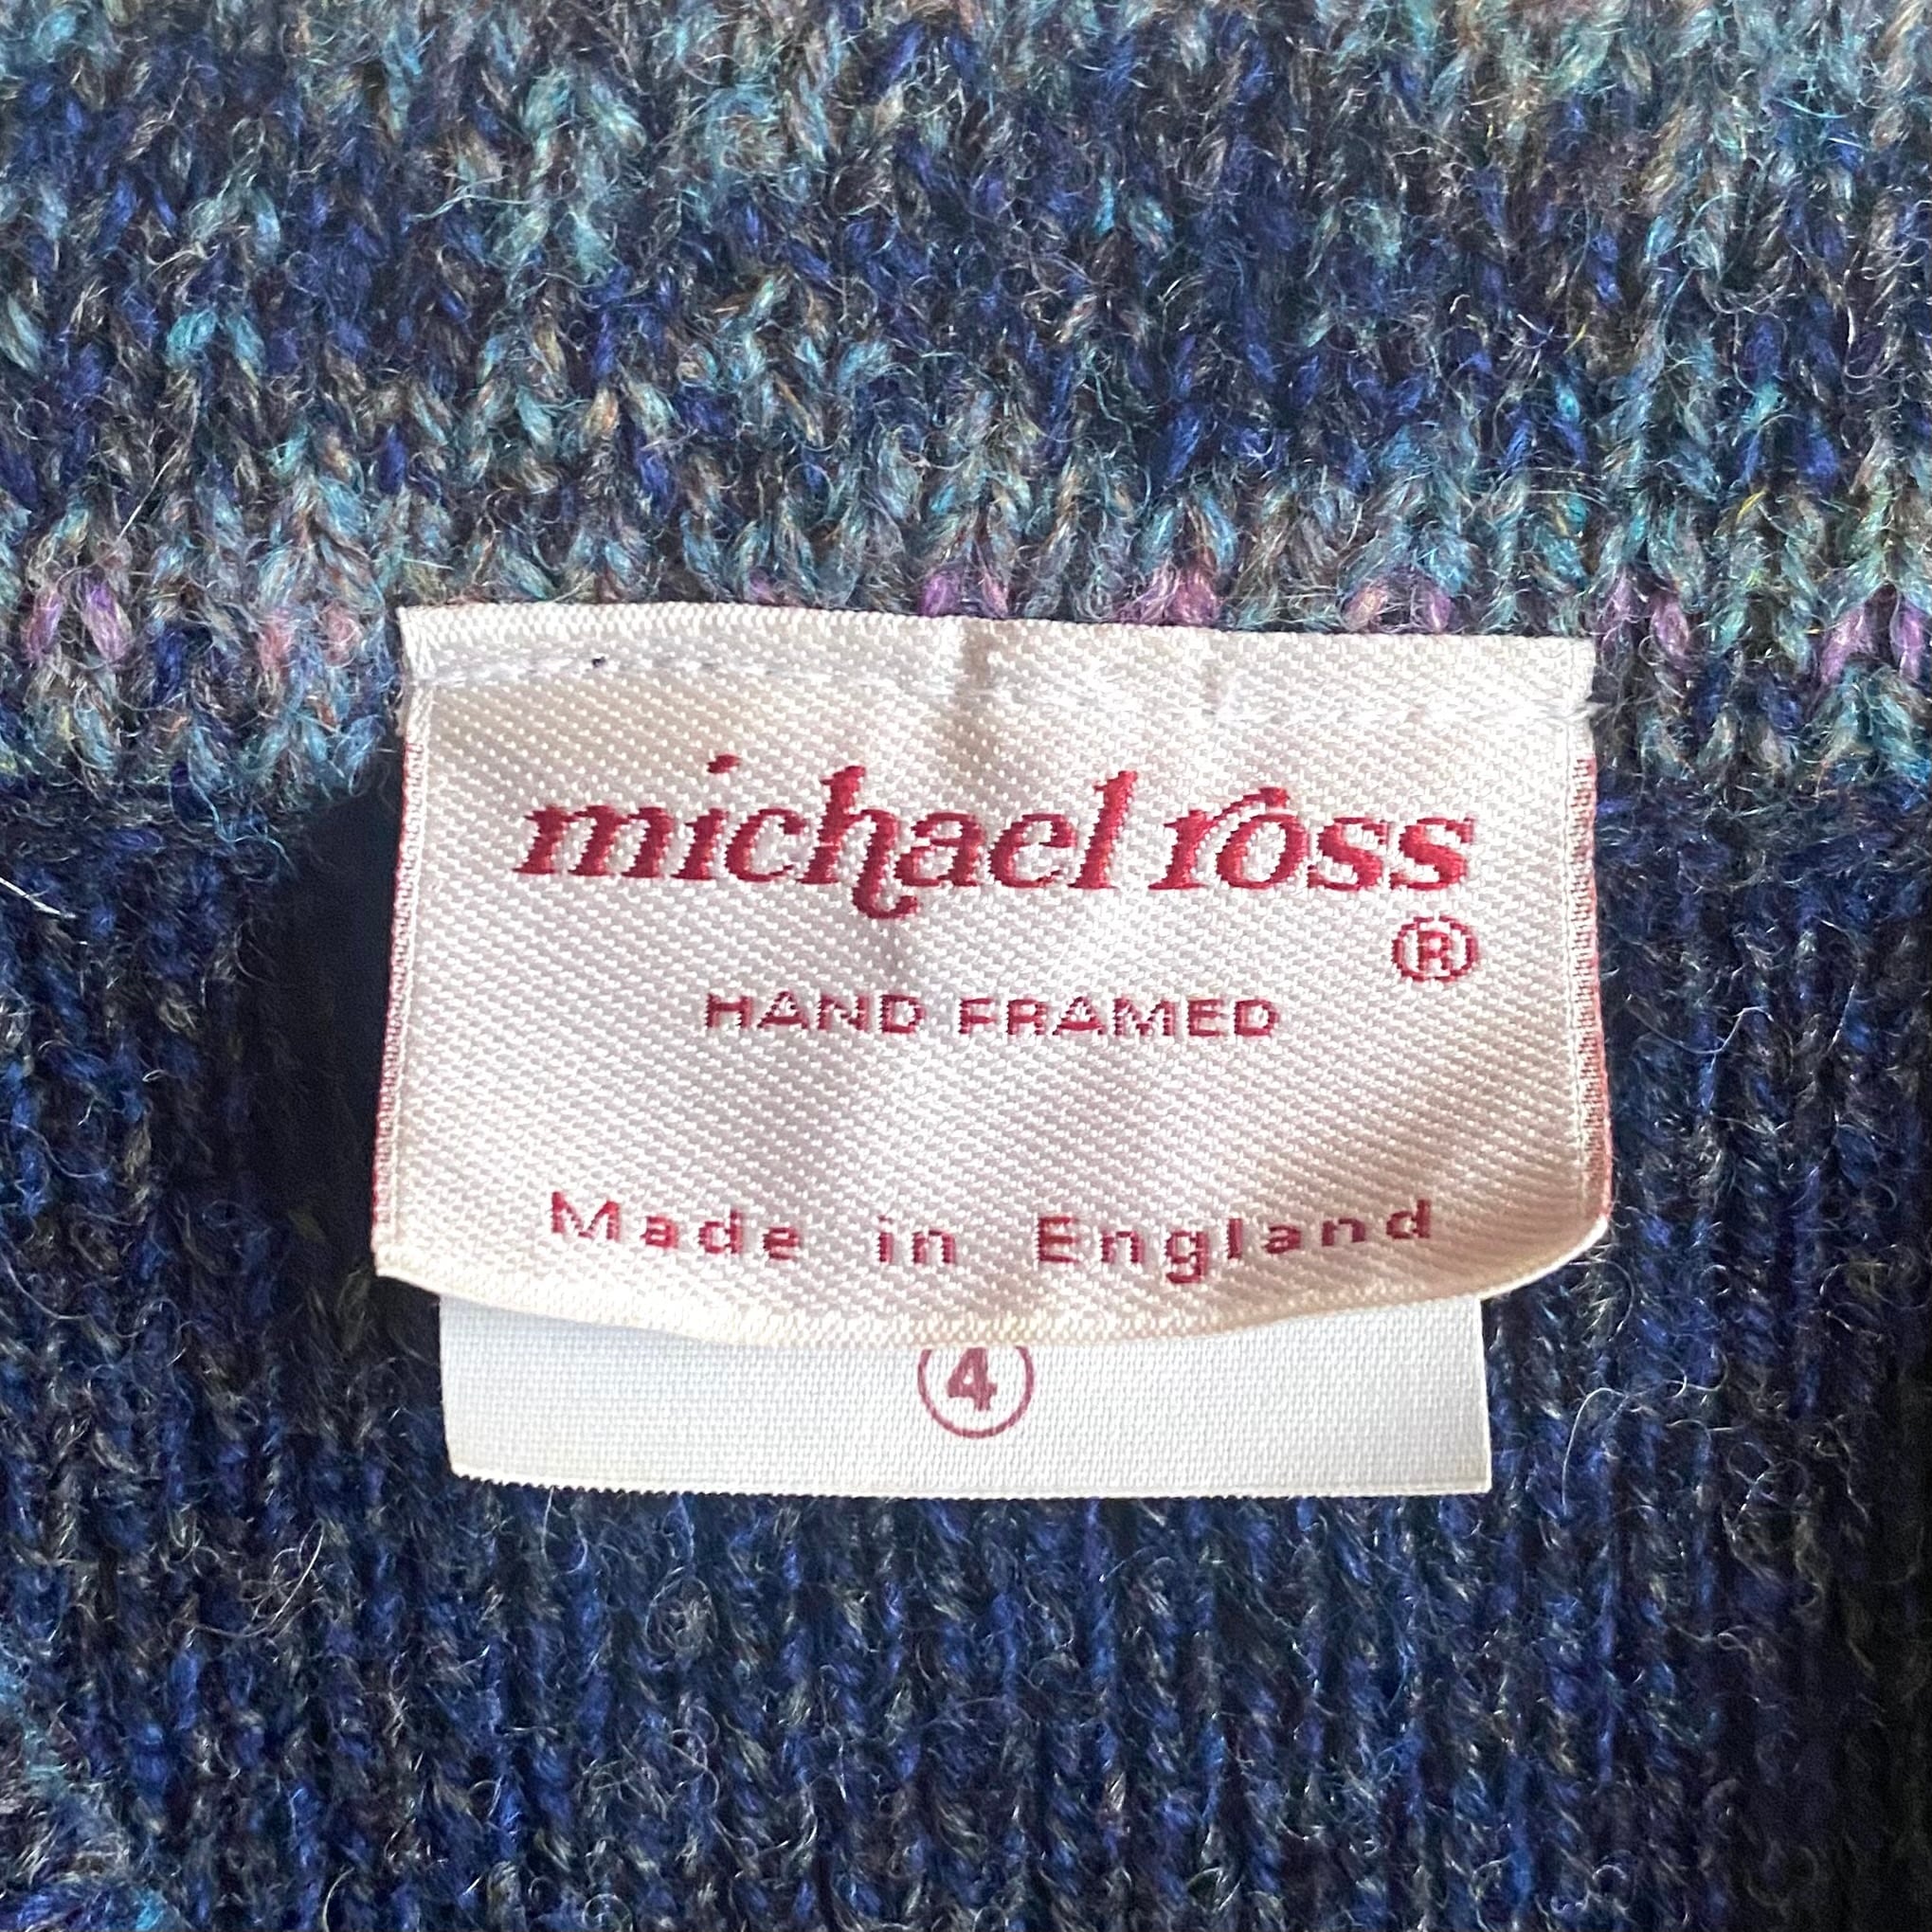 michael ross
®
HAND FRAMED
Made in England
4